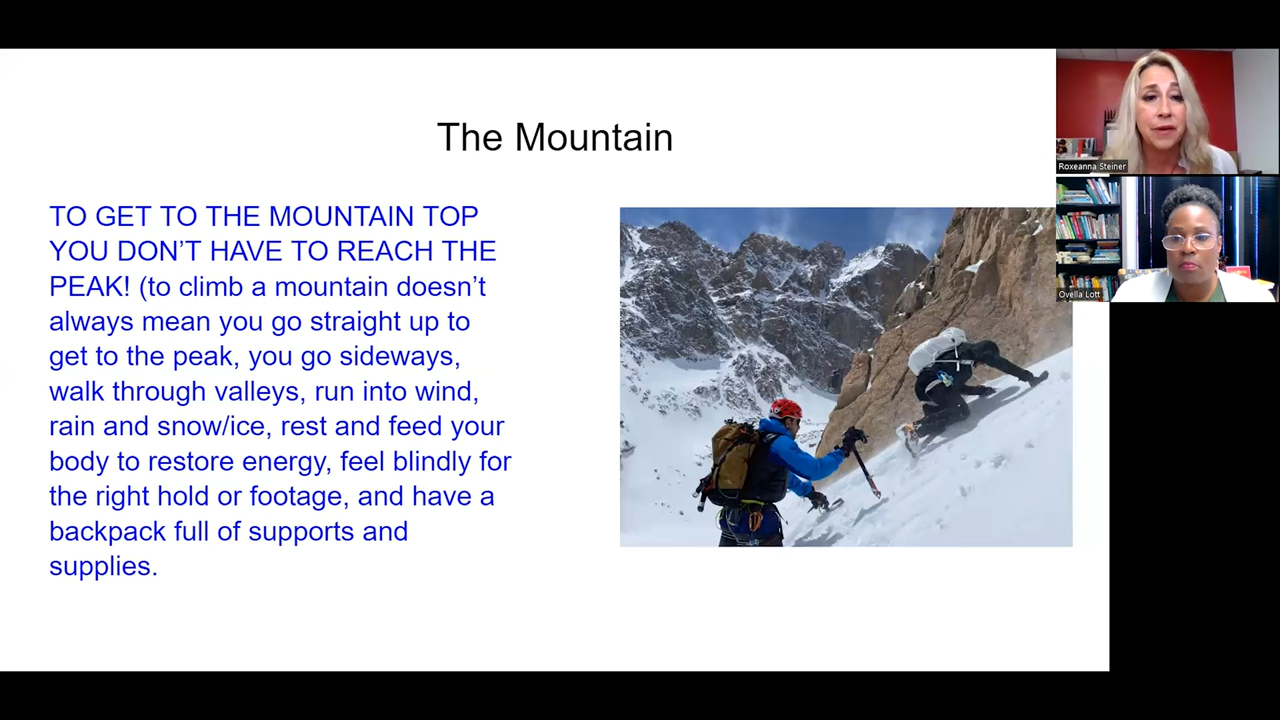 The Mountain
TO GET TO THE MOUNTAIN TOP
YOU DON'T HAVE TO REACH THE
PEAK! (to climb a mountain doesn't
always mean you go straight up to
get to the peak, you go sideways,
walk through valleys, run into wind,
rain and snow/ice, rest and feed your
body to restore energy, feel blindly for
the right hold or footage, and have a
backpack full of supports and
supplies.
Roxeanna Steiner
Ovella Lott